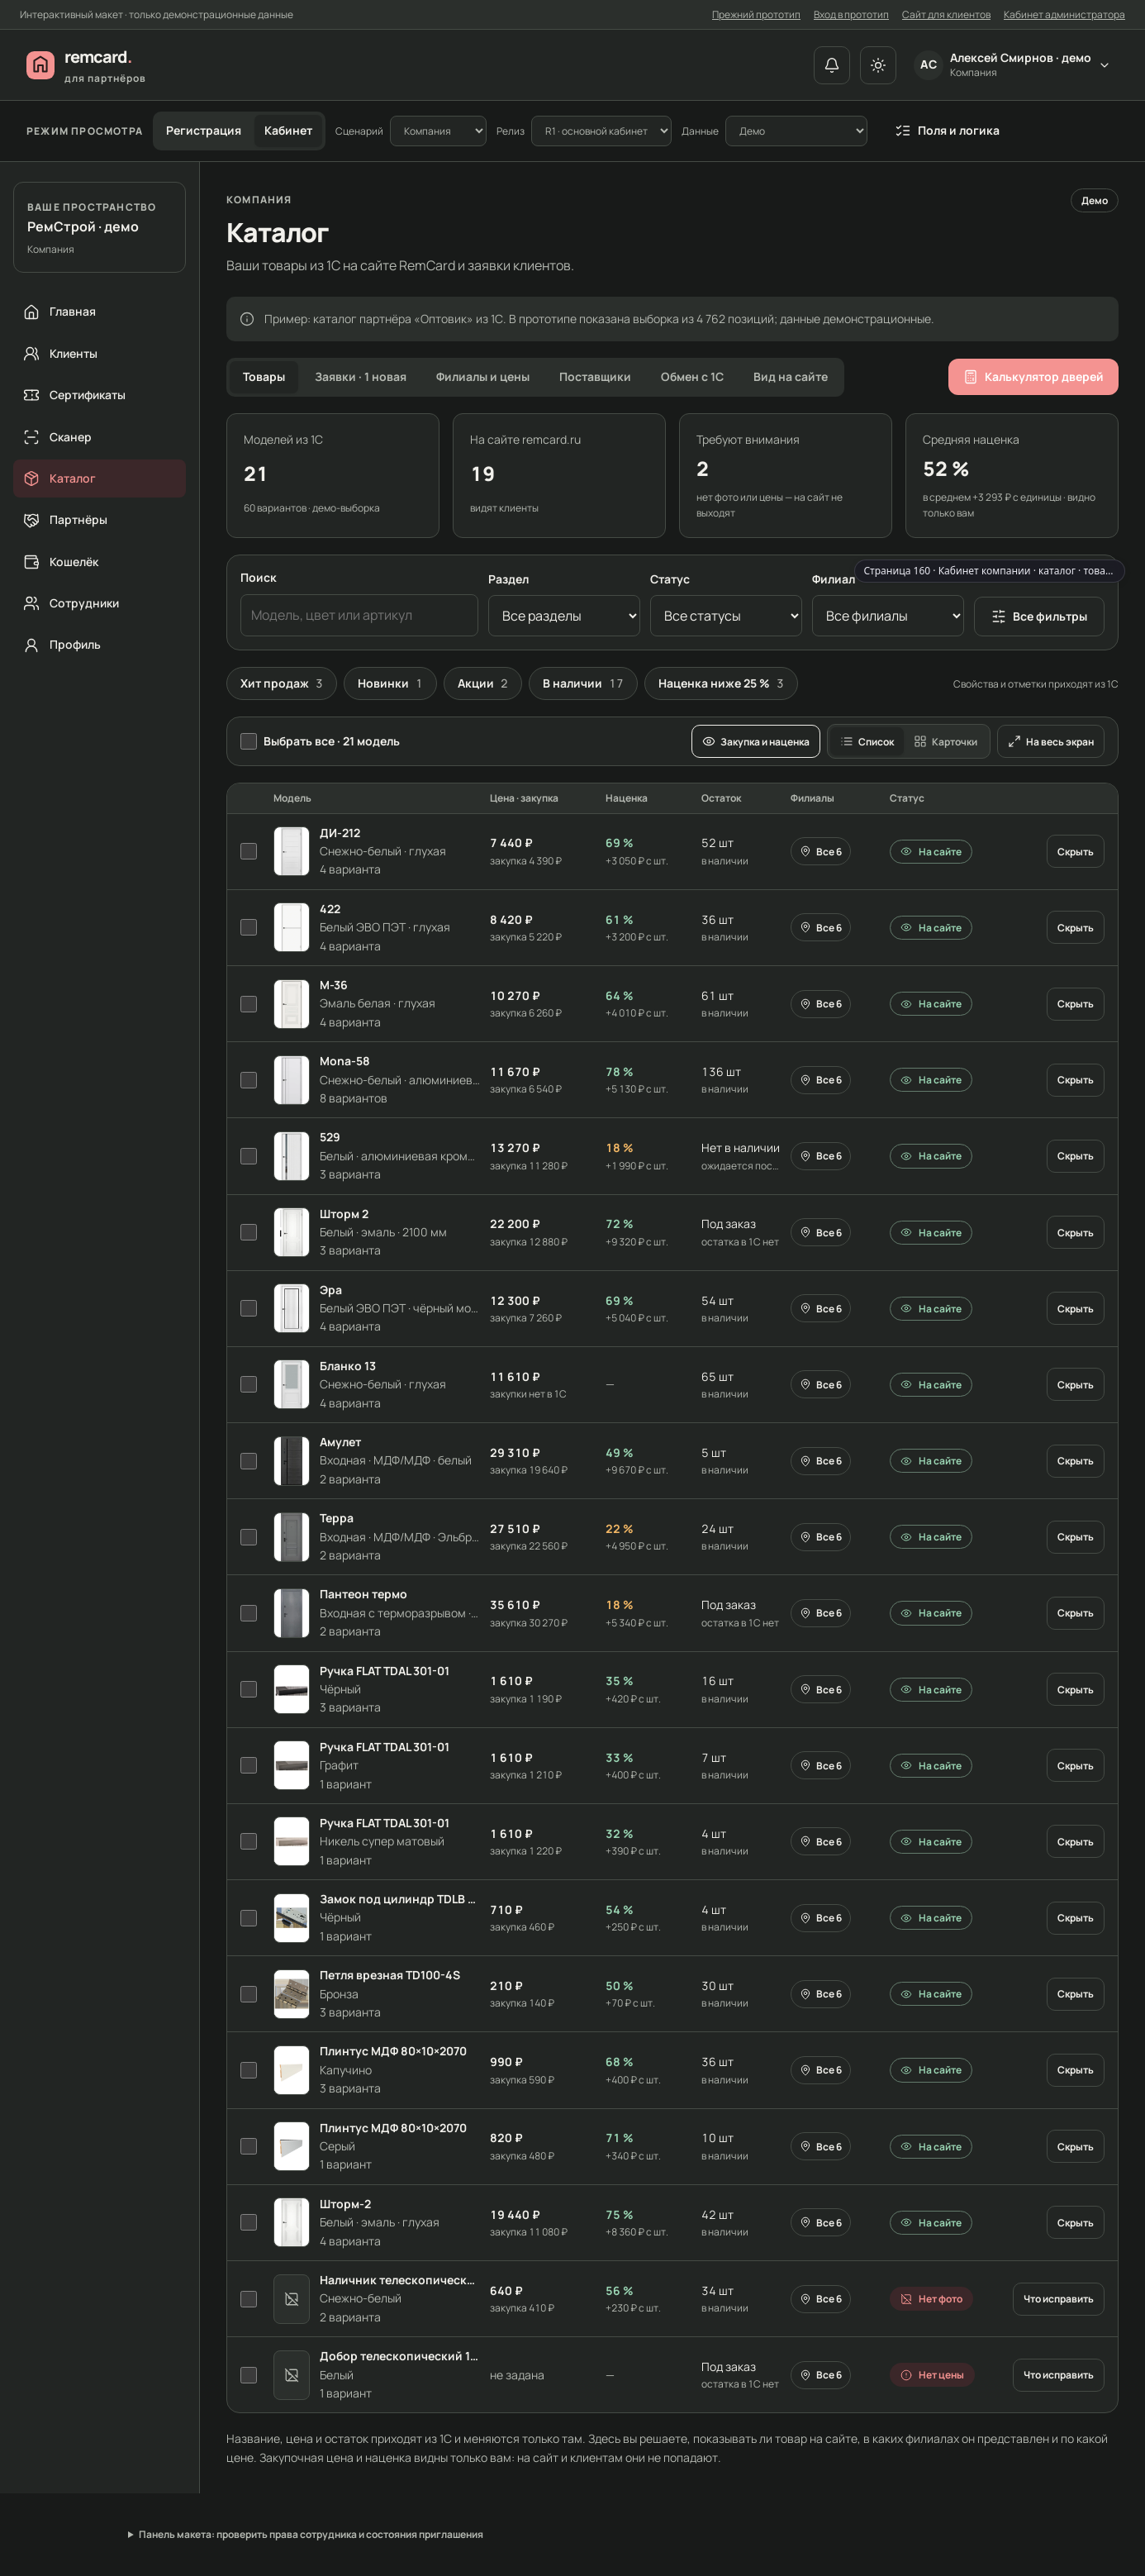 Интерактивный макет · только демонстрационные данные
Прежний прототип Вход в прототип Сайт для клиентов Кабинет администратора
remcard.
для партнёров
АС
Алексей Смирнов · демо
Компания
РЕЖИМ ПРОСМОТРА Регистрация Кабинет Сценарий Компания Релиз R1 · основной кабинет Данные Демо Поля и логика
ВАШЕ ПРОСТРАНСТВО
РемСтрой · демо
Компания
Главная
Клиенты
Сертификаты
Сканер
Каталог
Партнёры
Кошелёк
Сотрудники
Профиль
КОМПАНИЯ
Демо
Каталог
Ваши товары из 1С на сайте RemCard и заявки клиентов.
Пример: каталог партнёра «Оптовик» из 1С. В прототипе показана выборка из 4 762 позиций; данные демонстрационные.
Товары Заявки · 1 новая Филиалы и цены Поставщики Обмен с 1С Вид на сайте
Калькулятор дверей
Моделей из 1С
21
60 вариантов · демо-выборка
На сайте remcard.ru
19
видят клиенты
Требуют внимания
2
нет фото или цены — на сайт не
выходят
Средняя наценка
52 %
в среднем +3 293 ₽ с единицы · видно
только вам
Страница 160 · Кабинет компании · каталог · това...
Поиск Раздел Статус Филиал
Модель, цвет или артикул Все разделы Все статусы Все филиалы Все фильтры
Хит продаж 3 Новинки 1 Акции 2 В наличии 17 Наценка ниже 25 % 3
Свойства и отметки приходят из 1С
Выбрать все · 21 модель
Закупка и наценка Список Карточки На весь экран
Модель Цена · закупка Наценка Остаток Филиалы Статус
ДИ-212
Снежно-белый · глухая
4 варианта
7 440 ₽
закупка 4 390 ₽
69 %
+3 050 ₽ с шт.
52 шт
в наличии
Все 6 На сайте Скрыть
422
Белый ЭВО ПЭТ · глухая
4 варианта
8 420 ₽
закупка 5 220 ₽
61 %
+3 200 ₽ с шт.
36 шт
в наличии
Все 6 На сайте Скрыть
М-36
Эмаль белая · глухая
4 варианта
10 270 ₽
закупка 6 260 ₽
64 %
+4 010 ₽ с шт.
61 шт
в наличии
Все 6 На сайте Скрыть
Mona-58
Снежно-белый · алюминиев...
8 вариантов
11 670 ₽
закупка 6 540 ₽
78 %
+5 130 ₽ с шт.
136 шт
в наличии
Все 6 На сайте Скрыть
529
Белый · алюминиевая кром...
3 варианта
13 270 ₽
закупка 11 280 ₽
18 %
+1 990 ₽ с шт.
Нет в наличии
ожидается пос...
Все 6 На сайте Скрыть
Шторм 2
Белый · эмаль · 2100 мм
3 варианта
22 200 ₽
закупка 12 880 ₽
72 %
+9 320 ₽ с шт.
Под заказ
остатка в 1С нет
Все 6 На сайте Скрыть
Эра
Белый ЭВО ПЭТ · чёрный мо...
4 варианта
12 300 ₽
закупка 7 260 ₽
69 %
+5 040 ₽ с шт.
54 шт
в наличии
Все 6 На сайте Скрыть
Бланко 13
Снежно-белый · глухая
4 варианта
11 610 ₽
закупки нет в 1С
—
65 шт
в наличии
Все 6 На сайте Скрыть
Амулет
Входная · МДФ/МДФ · белый
2 варианта
29 310 ₽
закупка 19 640 ₽
49 %
+9 670 ₽ с шт.
5 шт
в наличии
Все 6 На сайте Скрыть
Терра
Входная · МДФ/МДФ · Эльбр...
2 варианта
27 510 ₽
закупка 22 560 ₽
22 %
+4 950 ₽ с шт.
24 шт
в наличии
Все 6 На сайте Скрыть
Пантеон термо
Входная с терморазрывом ·...
2 варианта
35 610 ₽
закупка 30 270 ₽
18 %
+5 340 ₽ с шт.
Под заказ
остатка в 1С нет
Все 6 На сайте Скрыть
Ручка FLAT TDAL 301-01
Чёрный
3 варианта
1 610 ₽
закупка 1 190 ₽
35 %
+420 ₽ с шт.
16 шт
в наличии
Все 6 На сайте Скрыть
Ручка FLAT TDAL 301-01
Графит
1 вариант
1 610 ₽
закупка 1 210 ₽
33 %
+400 ₽ с шт.
7 шт
в наличии
Все 6 На сайте Скрыть
Ручка FLAT TDAL 301-01
Никель супер матовый
1 вариант
1 610 ₽
закупка 1 220 ₽
32 %
+390 ₽ с шт.
4 шт
в наличии
Все 6 На сайте Скрыть
Замок под цилиндр TDLB ...
Чёрный
1 вариант
710 ₽
закупка 460 ₽
54 %
+250 ₽ с шт.
4 шт
в наличии
Все 6 На сайте Скрыть
Петля врезная TD100-4S
Бронза
3 варианта
210 ₽
закупка 140 ₽
50 %
+70 ₽ с шт.
30 шт
в наличии
Все 6 На сайте Скрыть
Плинтус МДФ 80×10×2070
Капучино
3 варианта
990 ₽
закупка 590 ₽
68 %
+400 ₽ с шт.
36 шт
в наличии
Все 6 На сайте Скрыть
Плинтус МДФ 80×10×2070
Серый
1 вариант
820 ₽
закупка 480 ₽
71 %
+340 ₽ с шт.
10 шт
в наличии
Все 6 На сайте Скрыть
Шторм-2
Белый · эмаль · глухая
4 варианта
19 440 ₽
закупка 11 080 ₽
75 %
+8 360 ₽ с шт.
42 шт
в наличии
Все 6 На сайте Скрыть
Наличник телескопическ...
Снежно-белый
2 варианта
640 ₽
закупка 410 ₽
56 %
+230 ₽ с шт.
34 шт
в наличии
Все 6 Нет фото Что исправить
Добор телескопический 1...
Белый
1 вариант
не задана
—
Под заказ
остатка в 1С нет
Все 6 Нет цены Что исправить
Название, цена и остаток приходят из 1С и меняются только там. Здесь вы решаете, показывать ли товар на сайте, в каких филиалах он представлен и по какой
цене. Закупочная цена и наценка видны только вам: на сайт и клиентам они не попадают.
Панель макета: проверить права сотрудника и состояния приглашения